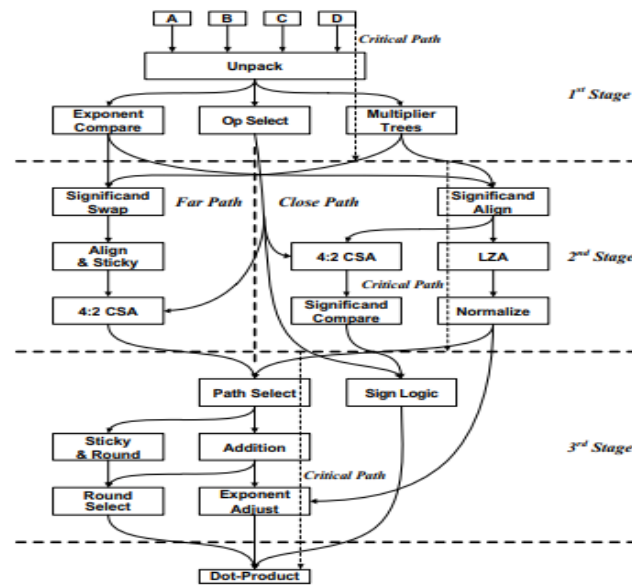 A B C D
Critical Path
Unpack
1st Stage
Exponent
Compare
Op Select
Multiplier
Trees
Significand
Swap
Far Path
Close Path
Significand
Align
Align
& Sticky
4:2 CSA
LZA
2nd Stage
Critical Path
4:2 CSA
Significand
Compare
Normalize
Path Select
Sign Logic
Sticky
& Round
Addition
3rd Stage
Critical Path
Round
Select
Exponent
Adjust
Dot-Product